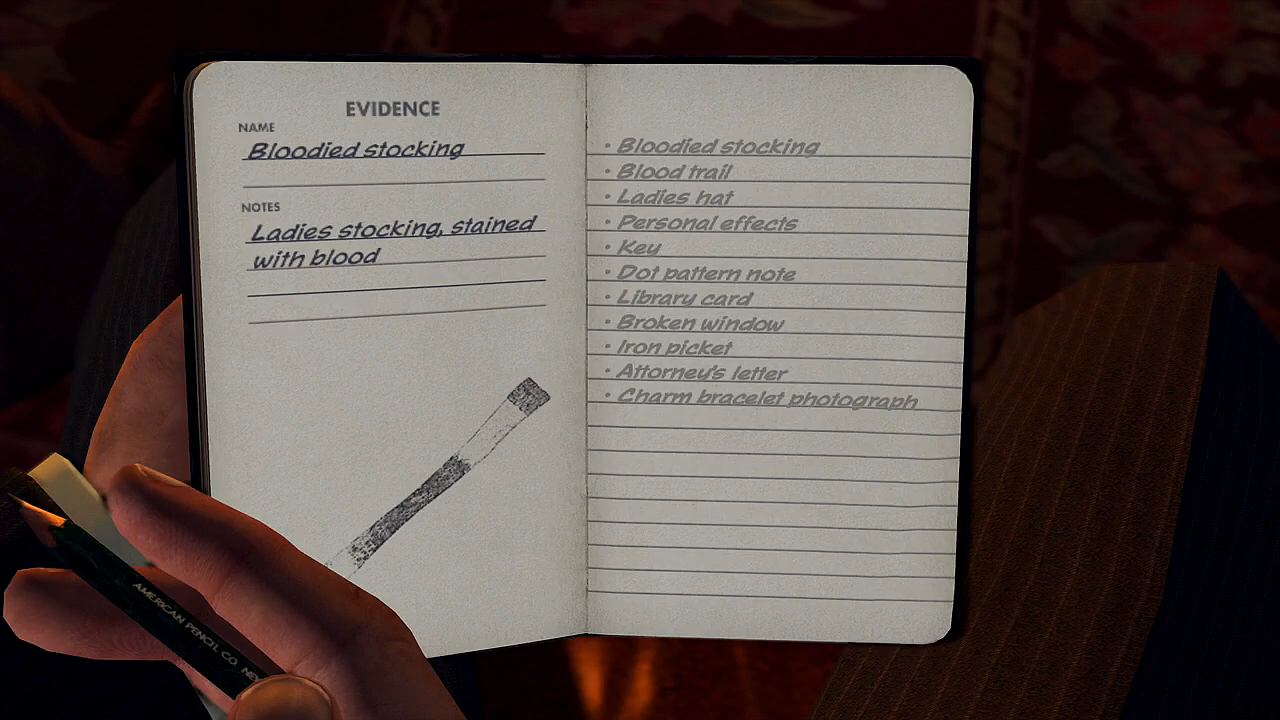 EVIDENCE
NAME
Bloodied stocking
NOTES
Ladies stocking, stained
with blood
• Bloodied stocking
• Blood trail
• Ladies hat
• Personal effects
• Key
• Dot pattern note
• Library card
• Broken window
• Iron picket
• Attorney's letter
• Charm bracelet photograph
AMERICAN PENCIL CO.